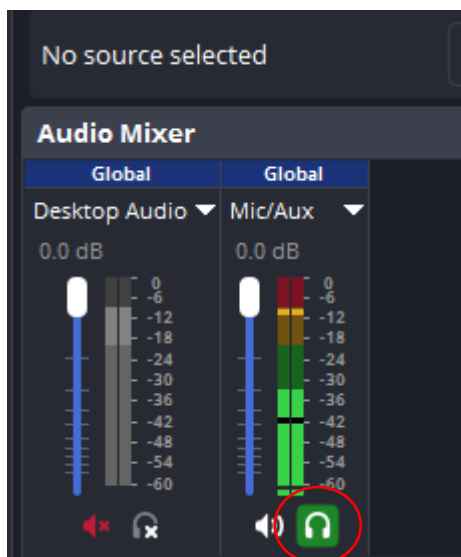 No source selected
Audio Mixer
Global Global
Desktop Audio Mic/Aux
0.0 dB 0.0 dB
0 0
-6 -6
-12 -12
-18 -18
-24 -24
-30 -30
-36 -36
-42 -42
-48 -48
-54 -54
-60 -60